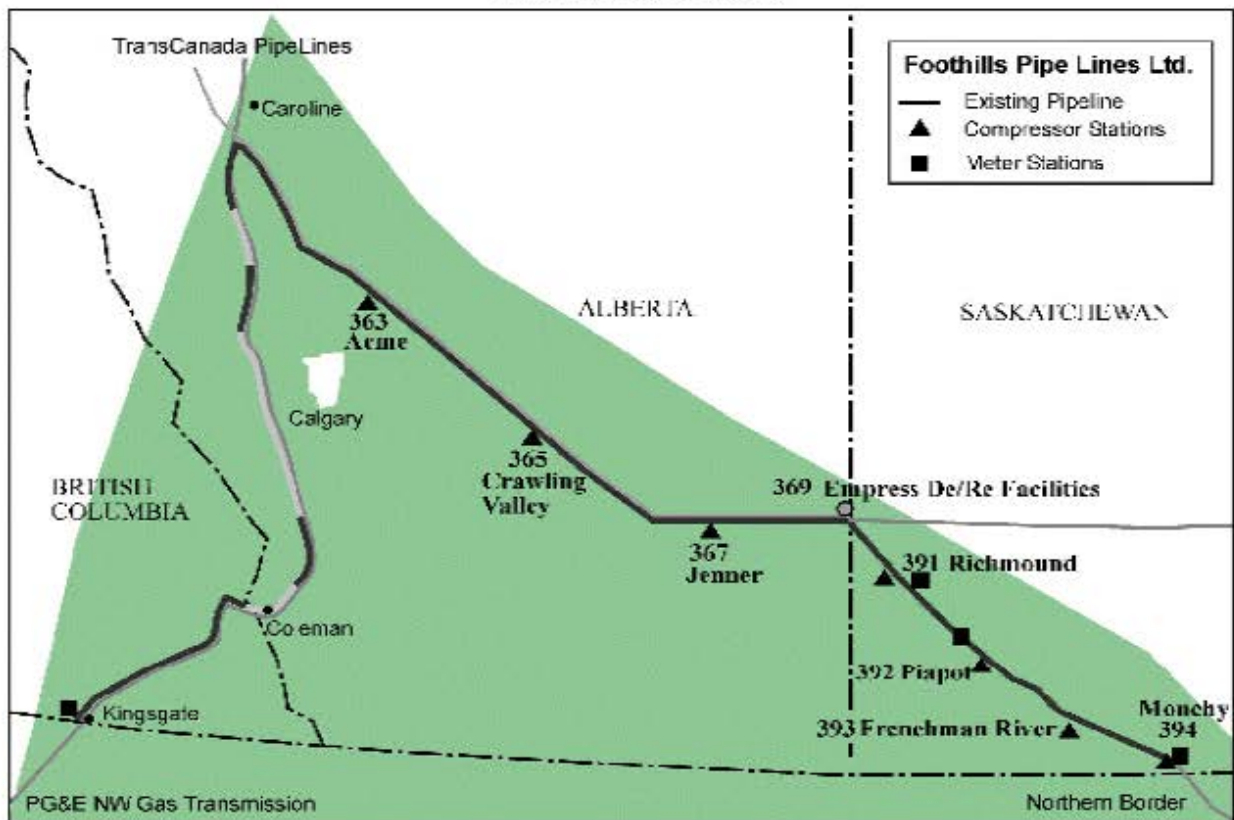 TransCanada PipeLines
Caroline
Foothills Pipe Lines Ltd.
Existing Pipeline
Compressor Stations
Meter Stations
ALBERTA
SASKATCHEWAN
363
Acme
Calgary
365
Crawling
Valley
BRITISH
COLUMBIA
369 Empress De/Re Facilities
367
Jenner
391 Richmound
Coleman
392 Piapot
Kingsgate
393 Frenchman River
Monchy
394
PG&E NW Gas Transmission
Northern Border